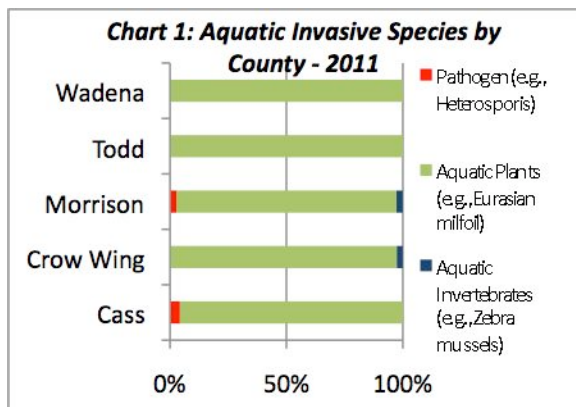 Chart 1: Aquatic Invasive Species by
County - 2011
Wadena
Todd
Morrison
Crow Wing
Cass
0%
50%
100%
Pathogen (e.g.,
Heterosporis)
Aquatic Plants
(e.g., Eurasian
milfoil)
Aquatic
Invertebrates
(e.g., Zebra
mussels)